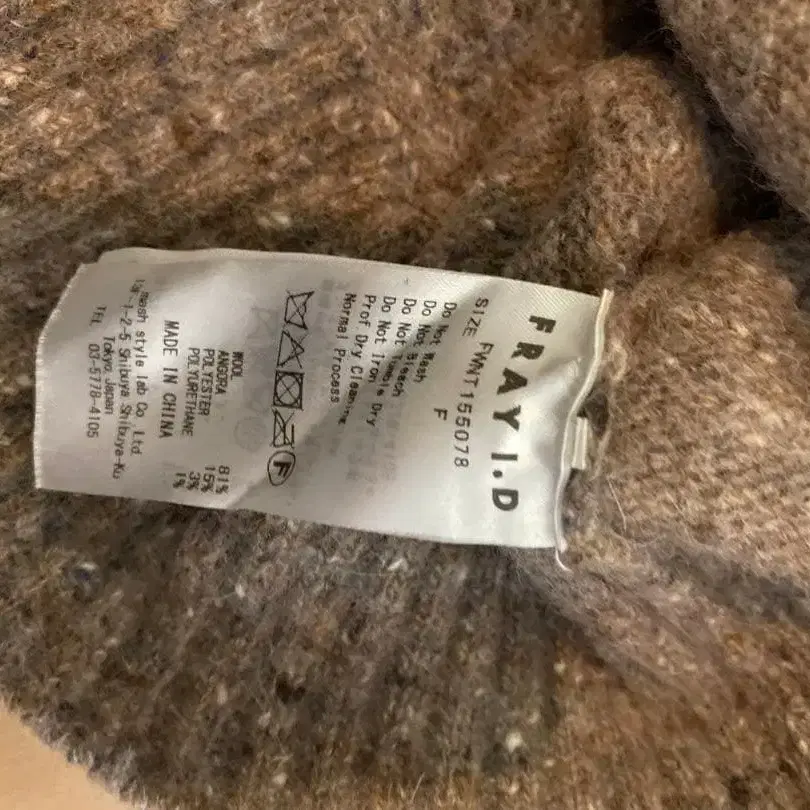 FRAY I.D
FWNT155078
SIZE F
Do Not Wash
Do Not Bleach
Do Not Tumble Dry
Do Not Iron
Prof Dry Cleaning
Normal Process
F
WOOL 81%
ANGORA 15%
POLYESTER 3%
POLYURETHANE 1%
MADE IN CHINA
mash style lab Co., Ltd.
1-2-5 Shibuya Shibuya-Ku
Tokyo, Japan
TEL 03-5778-4105